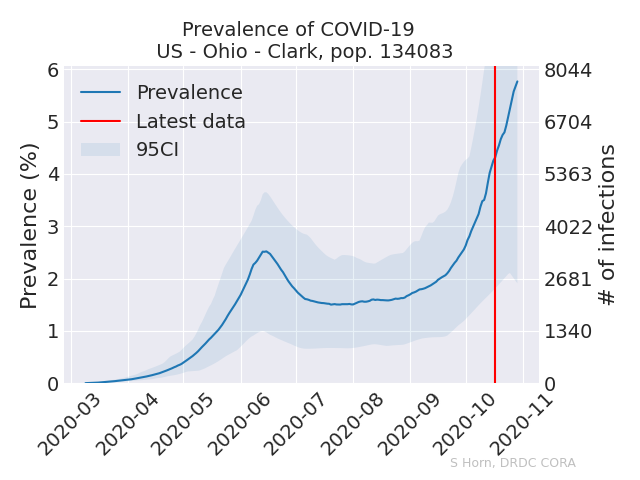 Prevalence of COVID-19
US - Ohio - Clark, pop. 134083
Prevalence
Latest data
95CI
Prevalence (%)
6
5
4
3
2
1
0
8044
6704
5363
4022
2681
1340
0
# of infections
2020-03
2020-04
2020-05
2020-06
2020-07
2020-08
2020-09
2020-10
2020-11
S Horn, DRDC CORA